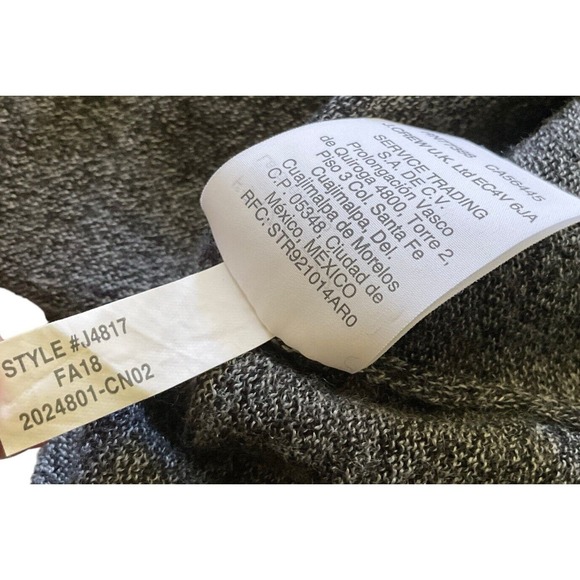 CA56445
J.CREW U.K. Ltd EC4V 6JA
SERVICE TRADING
S.A. DE C.V.
Prolongación Vasco
de Quiroga 4800, Torre 2,
Piso 3 Col. Santa Fe
Cuajimalpa, Del.
Cuajimalpa de Morelos
C.P. 05348, Ciudad de
México, MEXICO
RFC: STR921014AR0
STYLE #J4817
FA18
2024801-CN02